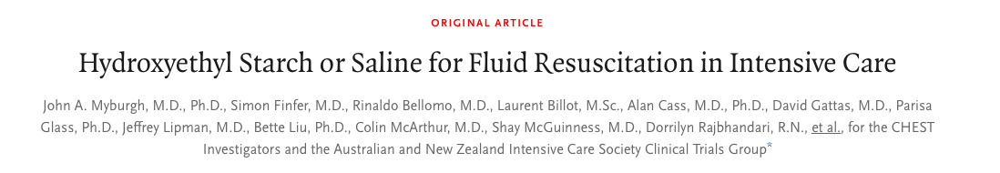 ORIGINAL ARTICLE
Hydroxyethyl Starch or Saline for Fluid Resuscitation in Intensive Care
John A. Myburgh, M.D., Ph.D., Simon Finfer, M.D., Rinaldo Bellomo, M.D., Laurent Billot, M.Sc., Alan Cass, M.D., Ph.D., David Gattas, M.D., Parisa
Glass, Ph.D., Jeffrey Lipman, M.D., Bette Liu, Ph.D., Colin McArthur, M.D., Shay McGuinness, M.D., Dorrilyn Rajbhandari, R.N., et al., for the CHEST
Investigators and the Australian and New Zealand Intensive Care Society Clinical Trials Group*